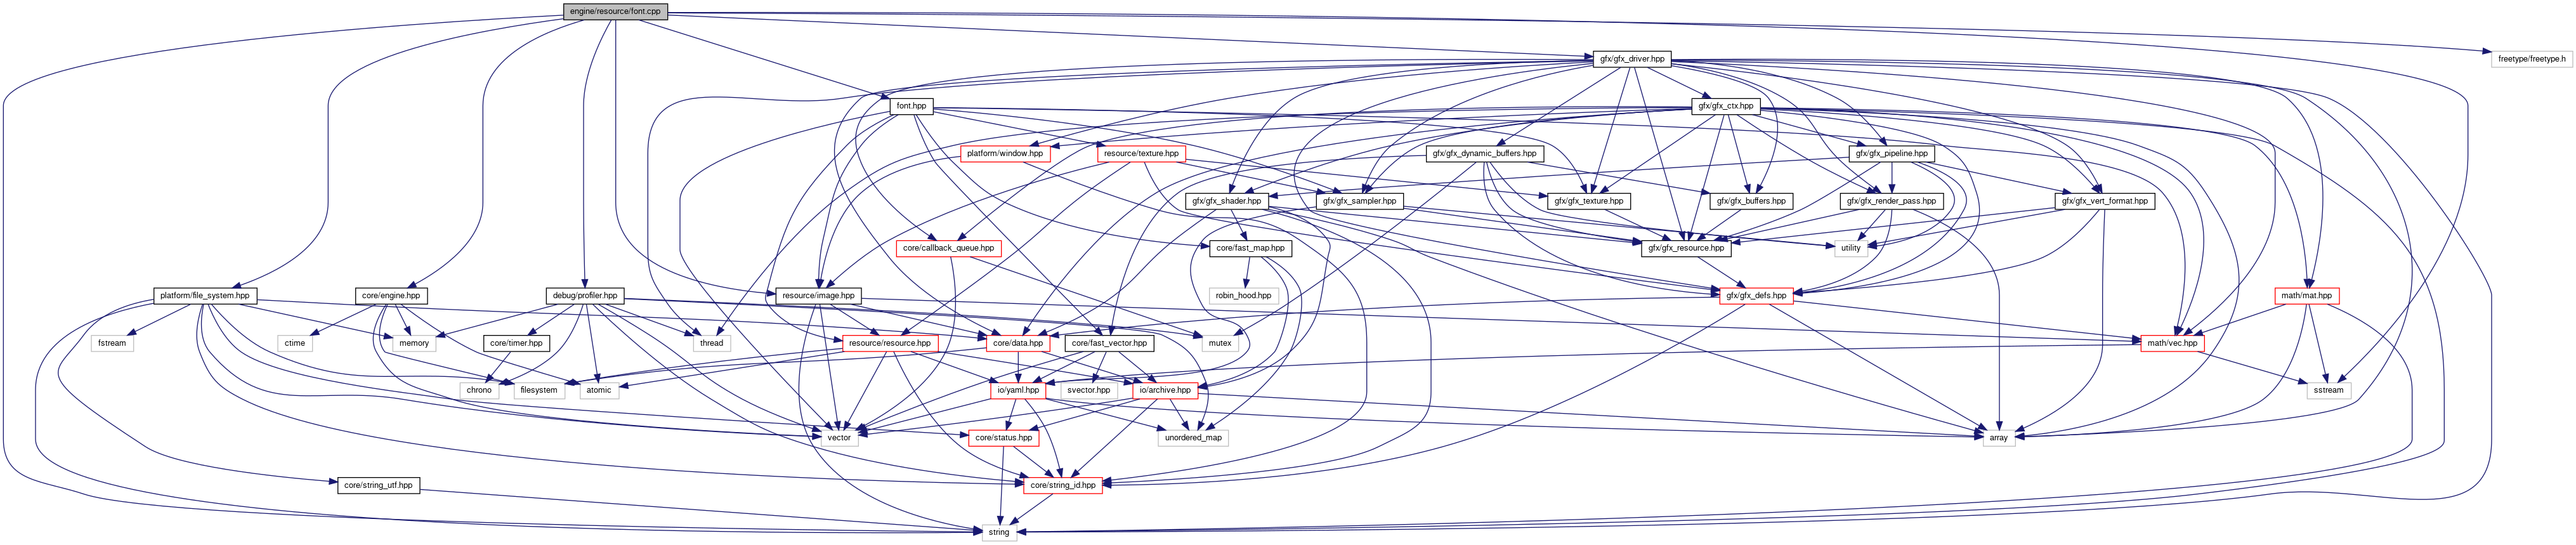 engine/resource/font.cpp
gfx/gfx_driver.hpp
freetype/freetype.h
font.hpp
gfx/gfx_ctx.hpp
platform/window.hpp
resource/texture.hpp
gfx/gfx_dynamic_buffers.hpp
gfx/gfx_pipeline.hpp
gfx/gfx_shader.hpp
gfx/gfx_sampler.hpp
gfx/gfx_texture.hpp
gfx/gfx_buffers.hpp
gfx/gfx_render_pass.hpp
gfx/gfx_vert_format.hpp
core/callback_queue.hpp
core/fast_map.hpp
gfx/gfx_resource.hpp
utility
platform/file_system.hpp
core/engine.hpp
debug/profiler.hpp
resource/image.hpp
robin_hood.hpp
gfx/gfx_defs.hpp
math/mat.hpp
fstream
ctime
memory
core/timer.hpp
thread
resource/resource.hpp
core/data.hpp
core/fast_vector.hpp
mutex
math/vec.hpp
chrono
filesystem
atomic
io/yaml.hpp
svector.hpp
io/archive.hpp
sstream
vector
core/status.hpp
unordered_map
array
core/string_utf.hpp
core/string_id.hpp
string